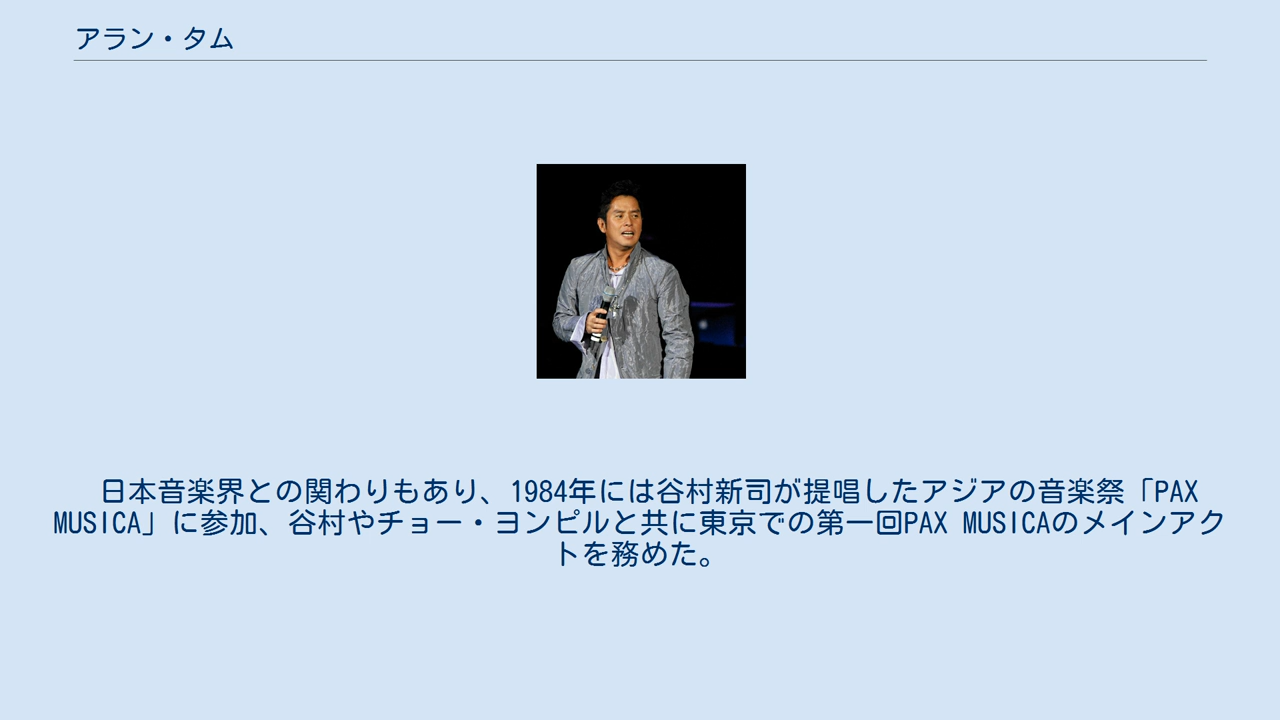 アラン・タム
日本音楽界との関わりもあり、1984年には谷村新司が提唱したアジアの音楽祭「PAX
MUSICA」に参加、谷村やチョー・ヨンピルと共に東京での第一回PAX MUSICAのメインアク
トを務めた。